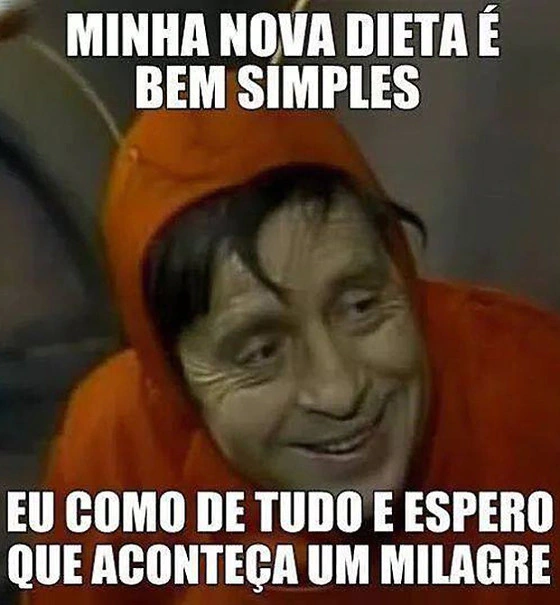 MINHA NOVA DIETA É
BEM SIMPLES
EU COMO DE TUDO E ESPERO
QUE ACONTEÇA UM MILAGRE